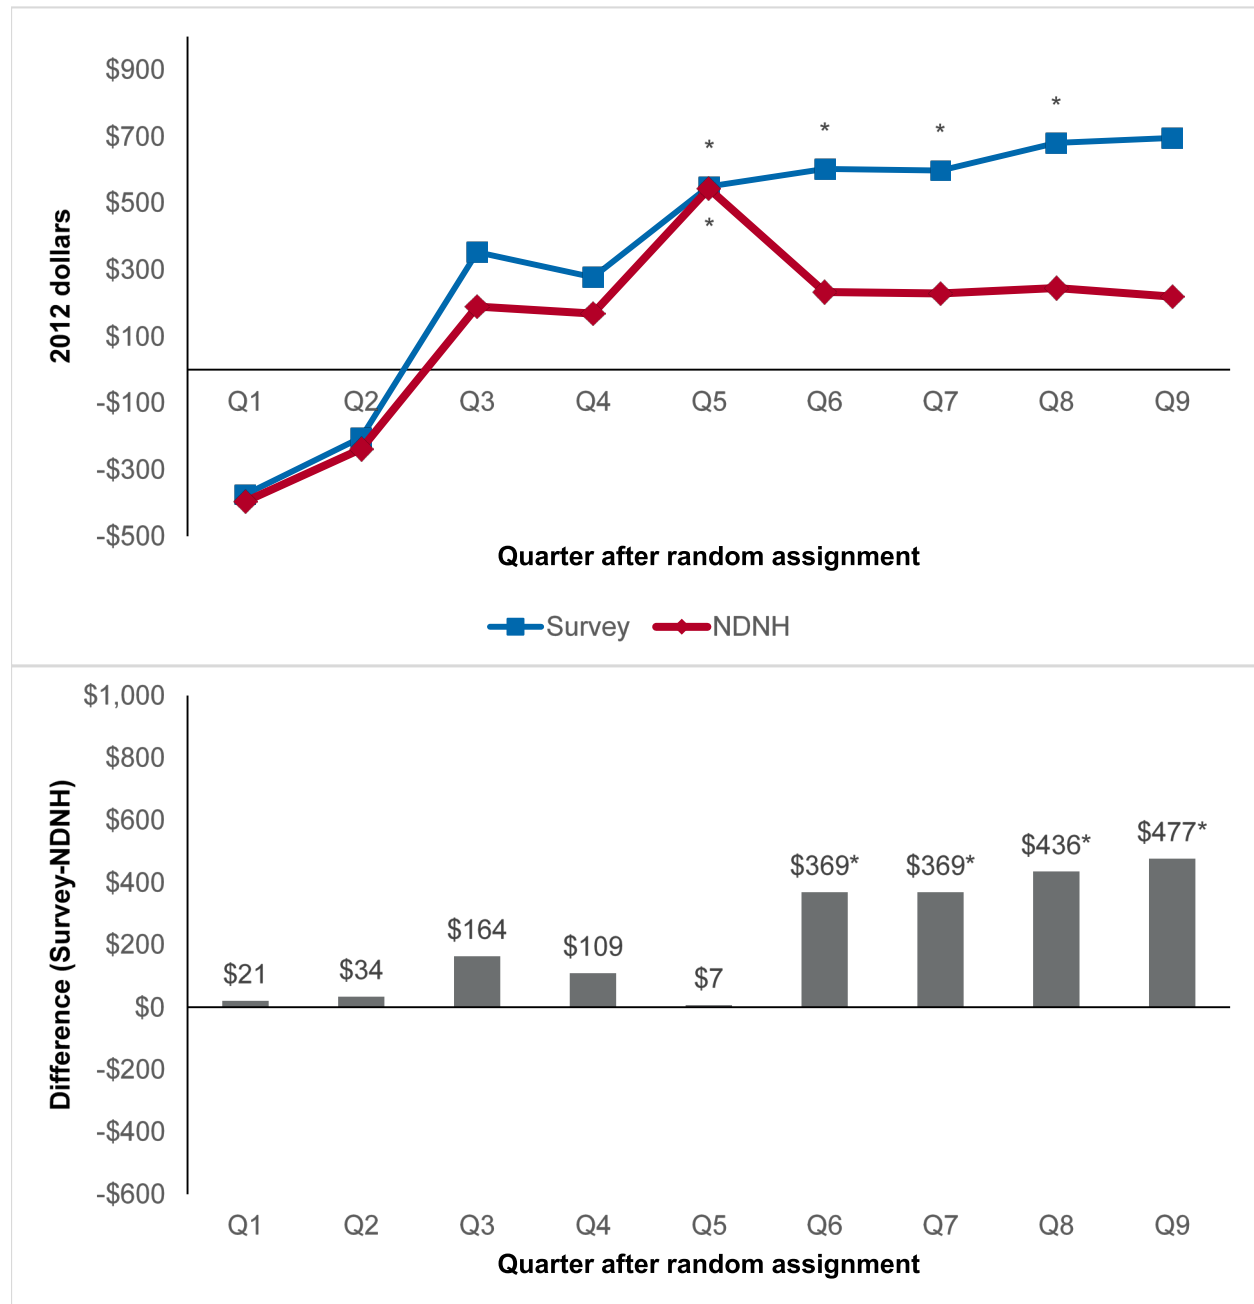 $900
$700
$500
$300
$100
-$100
-$300
-$500
2012 dollars
*
*
*
*
*
Q1 Q2 Q3 Q4 Q5 Q6 Q7 Q8 Q9
Quarter after random assignment
Survey NDNH
$1,000
$800
$600
$400
$200
$0
-$200
-$400
-$600
Difference (Survey-NDNH)
$21 $34 $164 $109 $7 $369* $369* $436* $477*
Q1 Q2 Q3 Q4 Q5 Q6 Q7 Q8 Q9
Quarter after random assignment